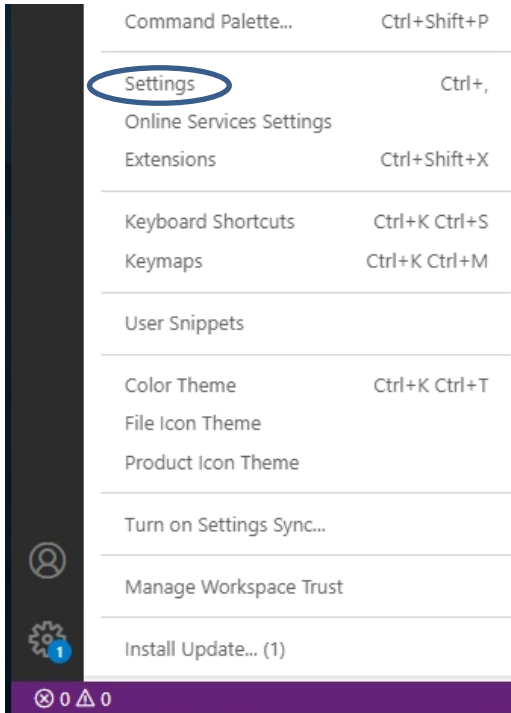 Command Palette... Ctrl+Shift+P
Settings Ctrl+,
Online Services Settings
Extensions Ctrl+Shift+X
Keyboard Shortcuts Ctrl+K Ctrl+S
Keymaps Ctrl+K Ctrl+M
User Snippets
Color Theme Ctrl+K Ctrl+T
File Icon Theme
Product Icon Theme
Turn on Settings Sync...
Manage Workspace Trust
1
Install Update... (1)
0 0